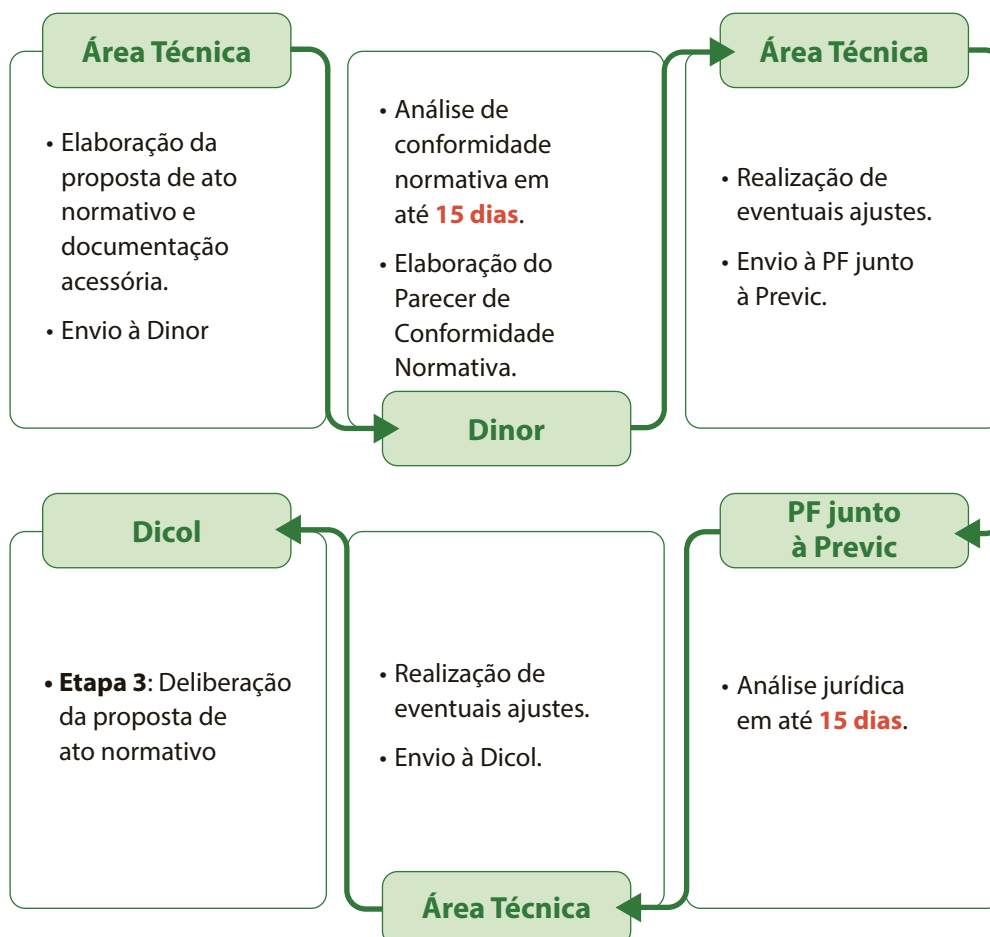 Área Técnica
• Elaboração da
proposta de ato
normativo e
documentação
acessória.
• Envio à Dinor
• Análise de
conformidade
normativa em
até 15 dias.
• Elaboração do
Parecer de
Conformidade
Normativa.
Dinor
Área Técnica
• Realização de
eventuais ajustes.
• Envio à PF junto
à Previc.
PF junto
à Previc
• Análise jurídica
em até 15 dias.
• Realização de
eventuais ajustes.
• Envio à Dicol.
Área Técnica
Dicol
• Etapa 3: Deliberação
da proposta de
ato normativo